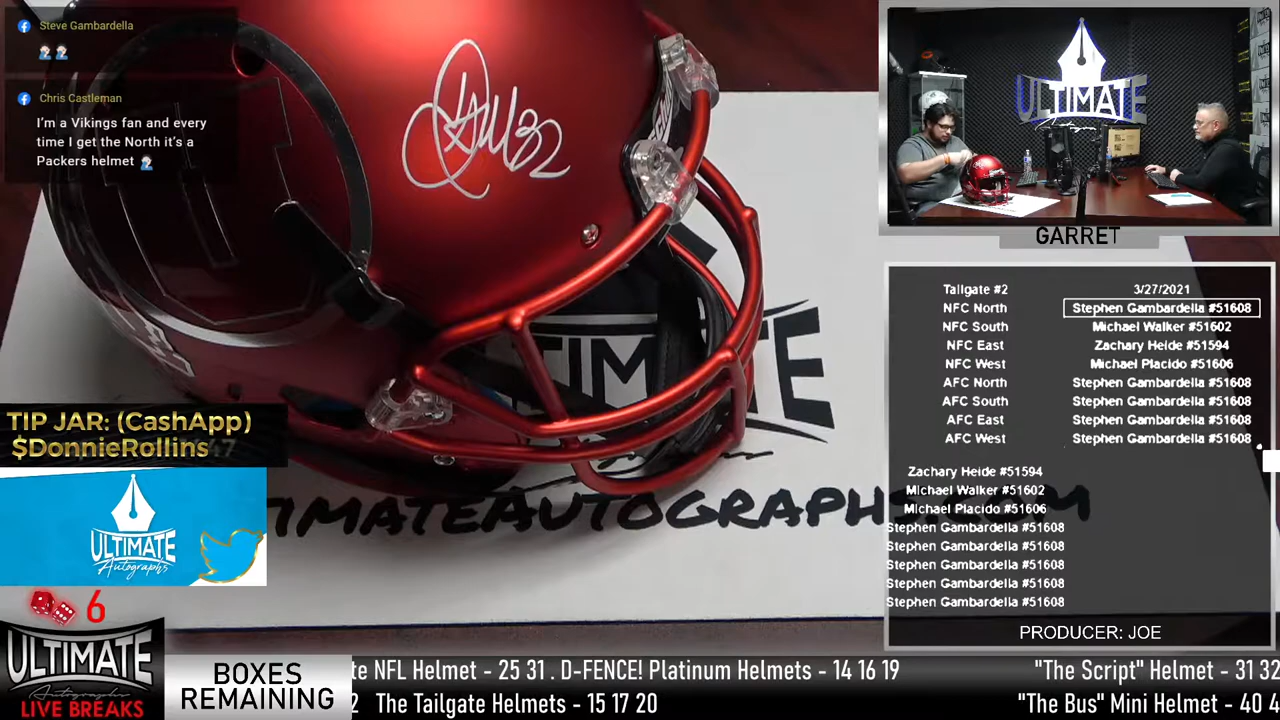 Steve Gambardella
Chris Castleman
I'm a Vikings fan and every
time I get the North it's a
Packers helmet
32
ULTIMATE
GARRET
Tailgate #2 3/27/2021
NFC North Stephen Gambardella #51608
NFC South Michael Walker #51602
NFC East Zachary Heide #51594
NFC West Michael Placido #51606
AFC North Stephen Gambardella #51608
AFC South Stephen Gambardella #51608
AFC East Stephen Gambardella #51608
AFC West Stephen Gambardella #51608
Zachary Heide #51594
Michael Walker #51602
Michael Placido #51606
Stephen Gambardella #51608
Stephen Gambardella #51608
Stephen Gambardella #51608
Stephen Gambardella #51608
Stephen Gambardella #51608
PRODUCER: JOE
TIP JAR: (CashApp)
$DonnieRollins
ULTIMATE
Autographs
TIMATEAUTOGRAPHS.COM
6
ULTIMATE
Autographs
LIVE BREAKS
BOXES
REMAINING
te NFL Helmet - 25 31 . D-FENCE! Platinum Helmets - 14 16 19 "The Script" Helmet - 31 32
2 The Tailgate Helmets - 15 17 20 "The Bus" Mini Helmet - 40 4